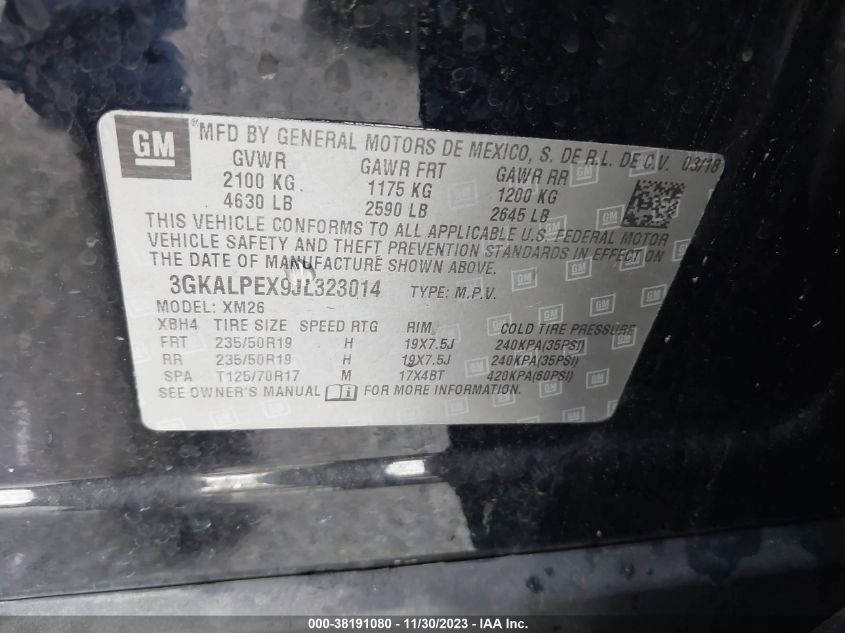 GM ®MFD BY GENERAL MOTORS DE MEXICO, S. DE R.L. DE C.V. 03/18
GVWR GAWR FRT GAWR RR
2100 KG. 1175 KG 1200 KG
4630 LB 2590 LB 2645 LB
THIS VEHICLE CONFORMS TO ALL APPLICABLE U.S. FEDERAL MOTOR
VEHICLE SAFETY AND THEFT PREVENTION STANDARDS IN EFFECT ON
THE DATE OF MANUFACTURE SHOWN ABOVE.
3GKALPEX9JL323014 TYPE: M.P.V.
MODEL: XM26
XBH4 TIRE SIZE SPEED RTG RIM COLD TIRE PRESSURE
FRT 235/50R19 H 19X7.5J 240KPA(35PSI)
RR 235/50R19 H 19X7.5J 240KPA(35PSI)
SPA T125/70R17 M 17X4BT 420KPA(60PSI)
SEE OWNER'S MANUAL FOR MORE INFORMATION.
000-38191080 - 11/30/2023 - IAA Inc.